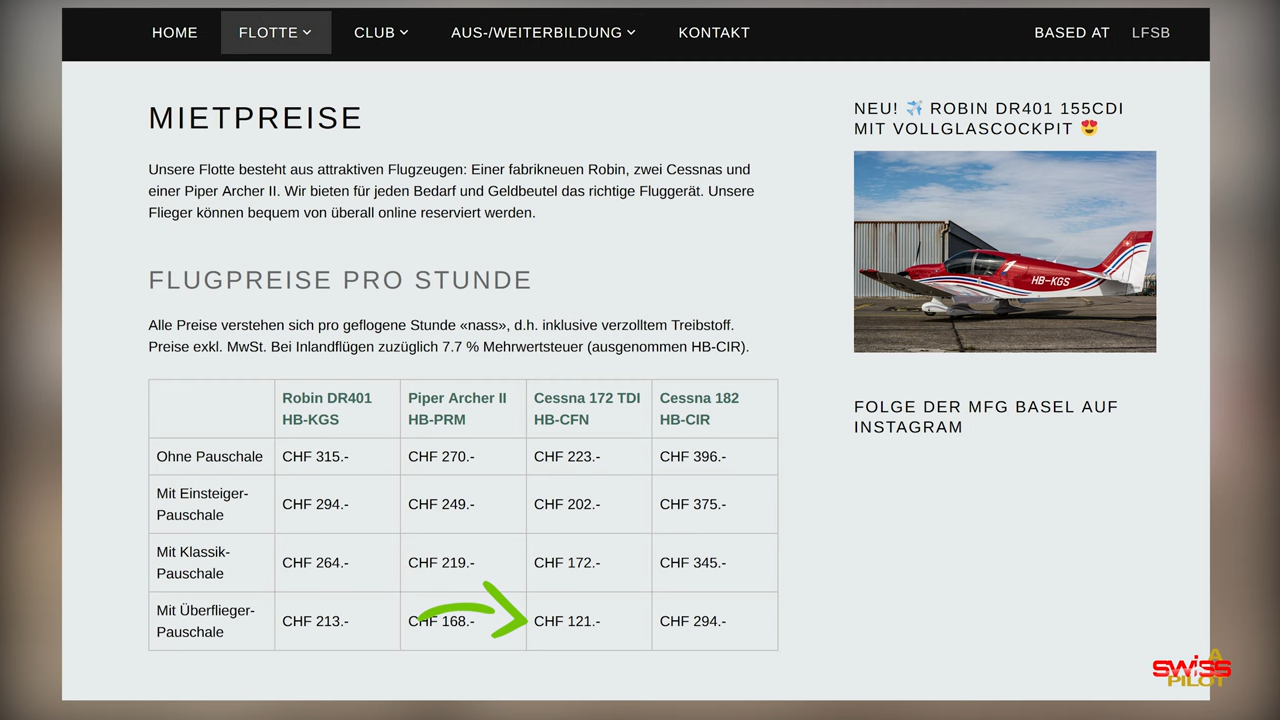 HOME
FLOTTE
CLUB
AUS-/WEITERBILDUNG
KONTAKT
BASED AT
LFSB
MIETPREISE
Unsere Flotte besteht aus attraktiven Flugzeugen: Einer fabrikneuen Robin, zwei Cessnas und
einer Piper Archer II. Wir bieten für jeden Bedarf und Geldbeutel das richtige Fluggerät. Unsere
Flieger können bequem von überall online reserviert werden.
FLUGPREISE PRO STUNDE
Alle Preise verstehen sich pro geflogene Stunde «nass», d.h. inklusive verzolltem Treibstoff.
Preise exkl. MwSt. Bei Inlandflügen zuzüglich 7.7 % Mehrwertsteuer (ausgenommen HB-CIR).
Robin DR401 Piper Archer II Cessna 172 TDI Cessna 182
HB-KGS HB-PRM HB-CFN HB-CIR
Ohne Pauschale CHF 315.- CHF 270.- CHF 223.- CHF 396.-
Mit Einsteiger-
Pauschale CHF 294.- CHF 249.- CHF 202.- CHF 375.-
Mit Klassik-
Pauschale CHF 264.- CHF 219.- CHF 172.- CHF 345.-
Mit Überflieger-
Pauschale CHF 213.- CHF 168.- CHF 121.- CHF 294.-
NEU! ✈️ ROBIN DR401 155CDI
MIT VOLLGLASCOCKPIT 😍
HB-KGS
FOLGE DER MFG BASEL AUF
INSTAGRAM
A
SWiSS
PILOT